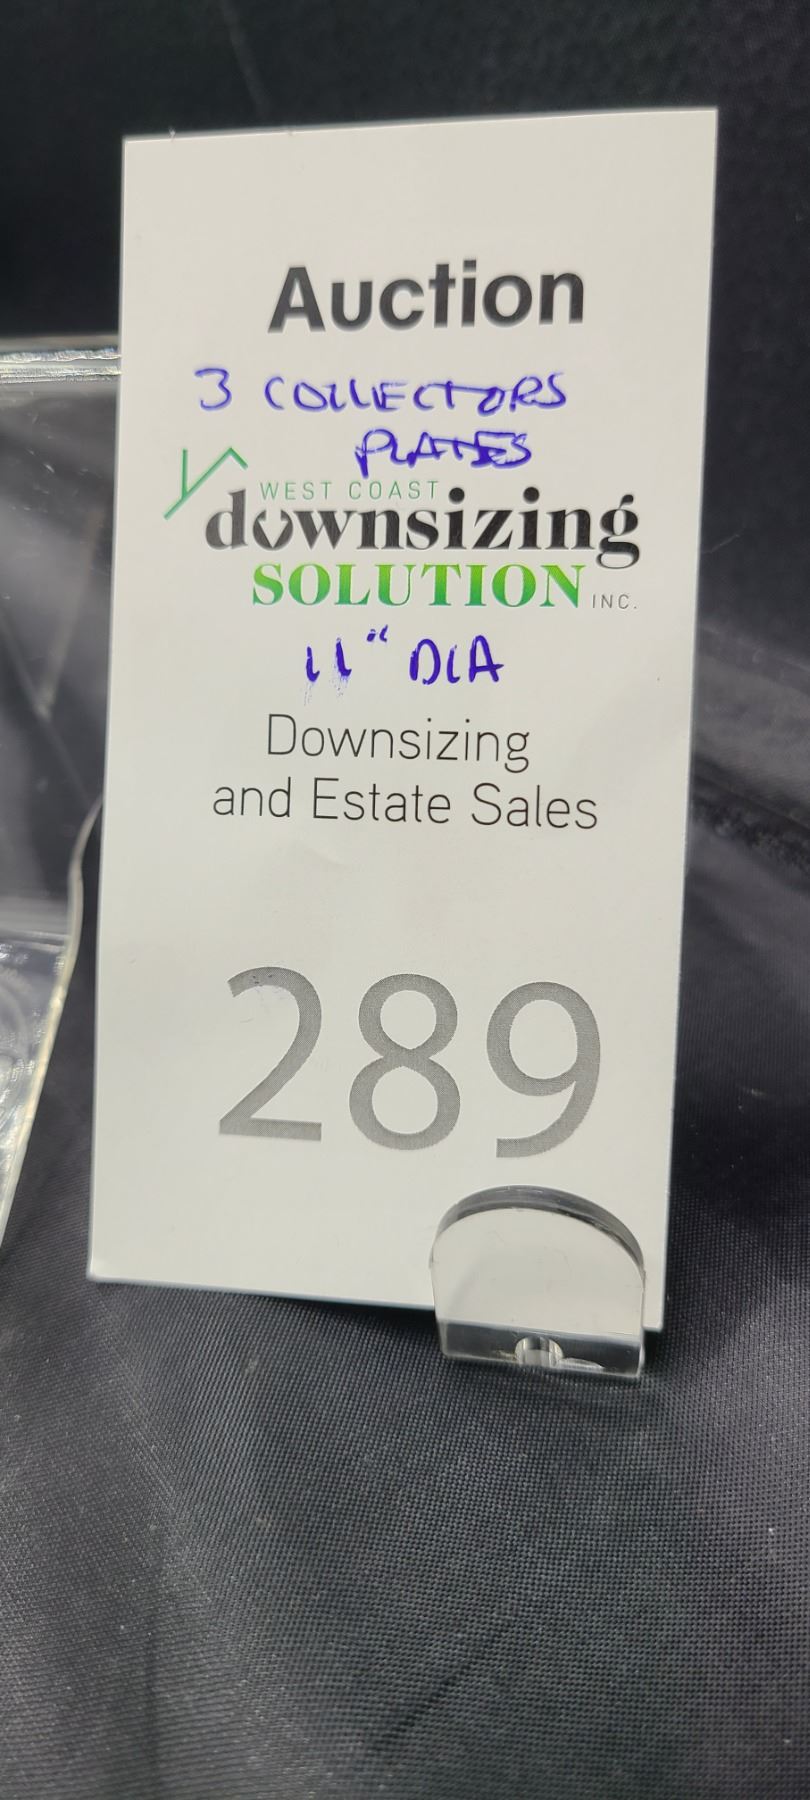 Auction
3 COLLECTORS
PLATES
WEST COAST
downsizing
SOLUTION INC.
11" DIA
Downsizing
and Estate Sales
289